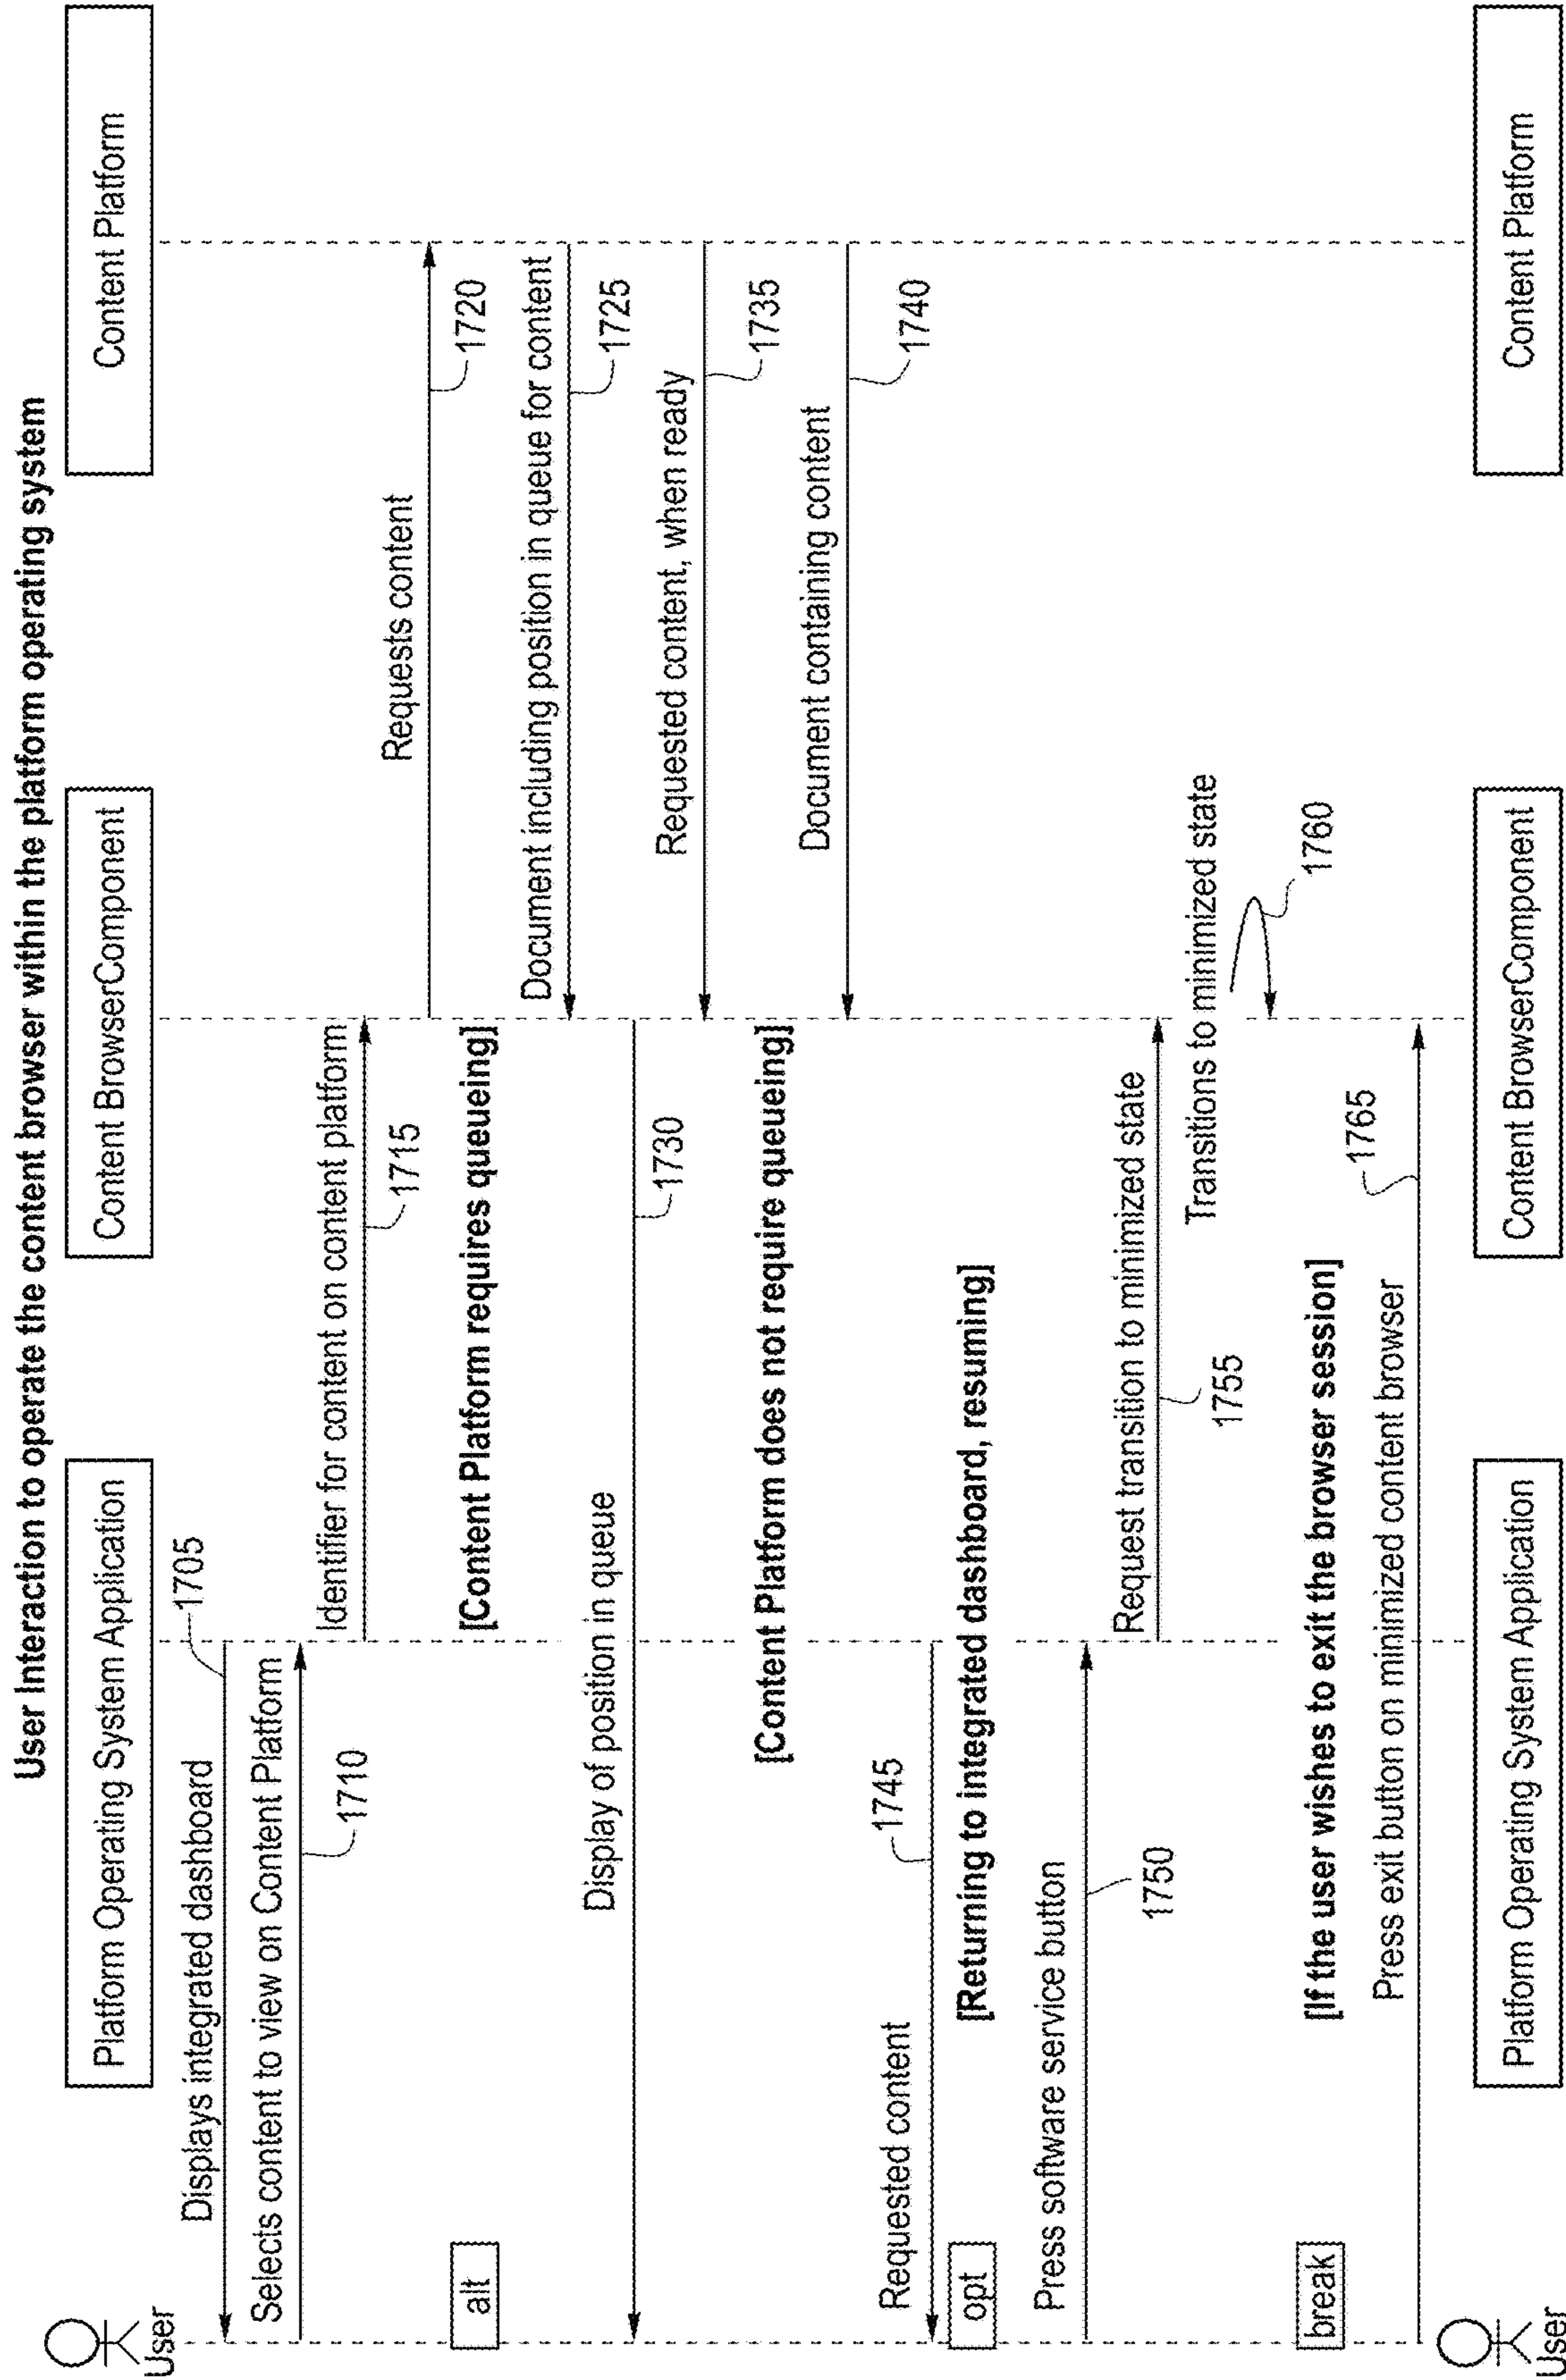 User Interaction to operate the content browser within the platform operating system
User
Platform Operating System Application
Content BrowserComponent
Content Platform
Displays integrated dashboard
1705
Selects content to view on Content Platform
1710
Identifier for content on content platform
1715
Requests content
1720
alt
[Content Platform requires queueing]
Document including position in queue for content
1725
Display of position in queue
1730
Requested content, when ready
1735
[Content Platform does not require queueing]
Document containing content
1740
Requested content
1745
opt
[Returning to integrated dashboard, resuming]
Press software service button
1750
Request transition to minimized state
1755
Transitions to minimized state
1760
break
[If the user wishes to exit the browser session]
Press exit button on minimized content browser
1765
User
Platform Operating System Application
Content BrowserComponent
Content Platform